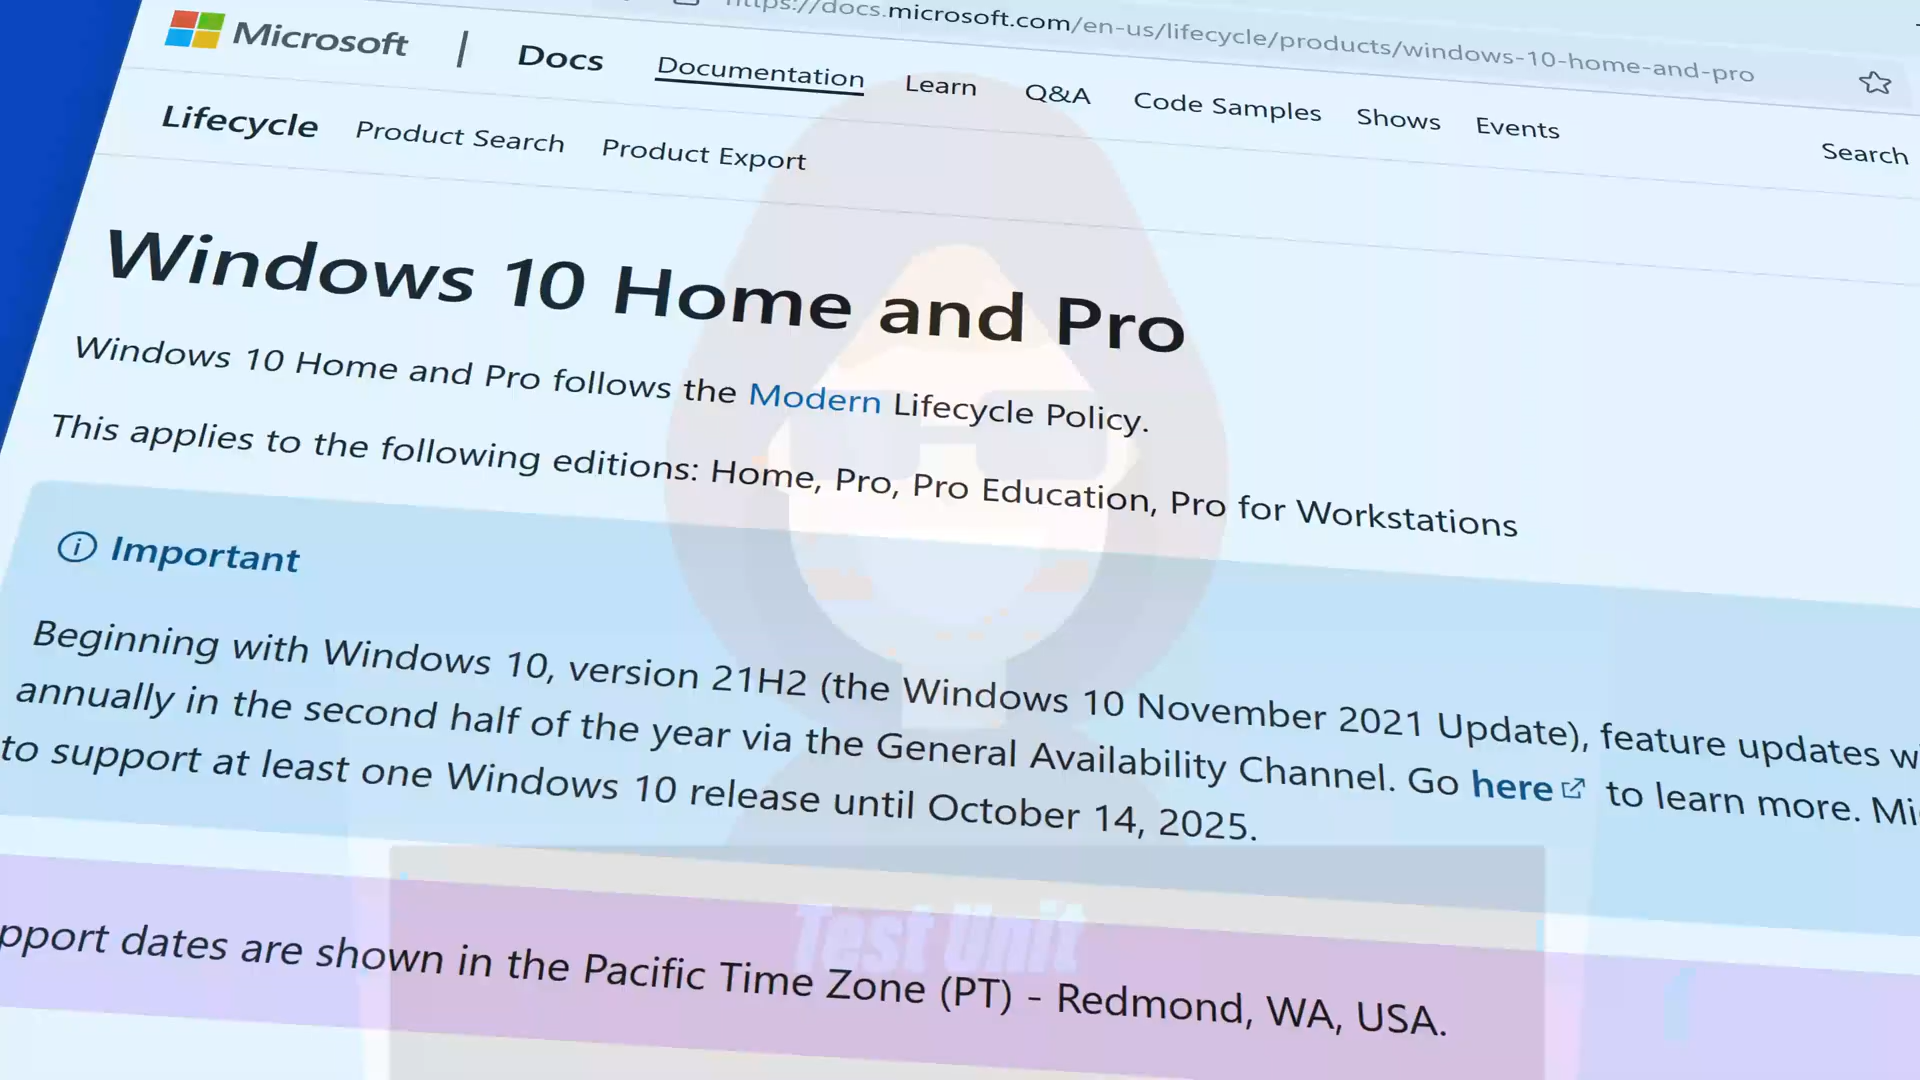 https://docs.microsoft.com/en-us/lifecycle/products/windows-10-home-and-pro
Microsoft | Docs Documentation Learn Q&A Code Samples Shows Events Search
Lifecycle Product Search Product Export
Windows 10 Home and Pro
Windows 10 Home and Pro follows the Modern Lifecycle Policy.
This applies to the following editions: Home, Pro, Pro Education, Pro for Workstations
Important
Beginning with Windows 10, version 21H2 (the Windows 10 November 2021 Update), feature updates
annually in the second half of the year via the General Availability Channel. Go here to learn more.
to support at least one Windows 10 release until October 14, 2025.
Test Unit
dates are shown in the Pacific Time Zone (PT) - Redmond, WA, USA.